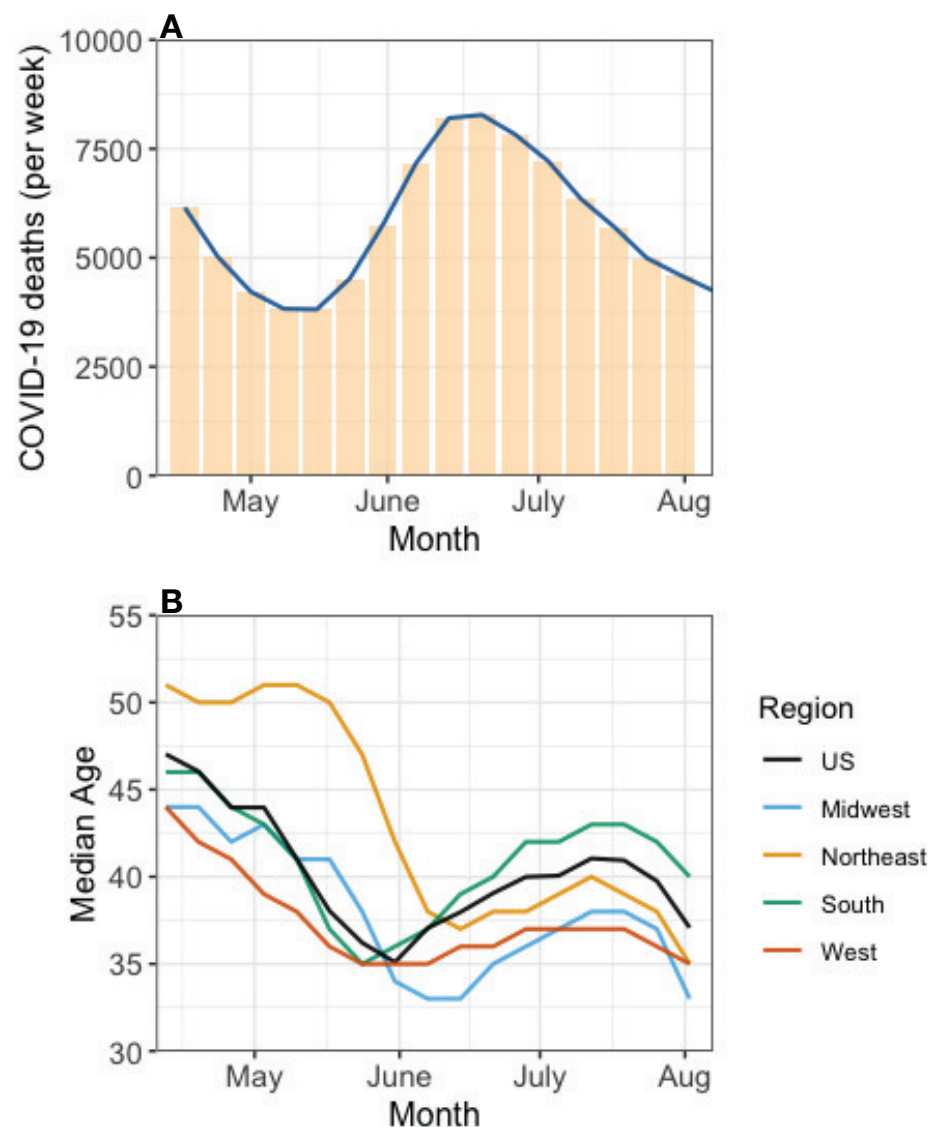 A
COVID-19 deaths (per week)
10000
7500
5000
2500
0
May June July Aug
Month
B
Median Age
55
50
45
40
35
30
May June July Aug
Month
Region
US
Midwest
Northeast
South
West